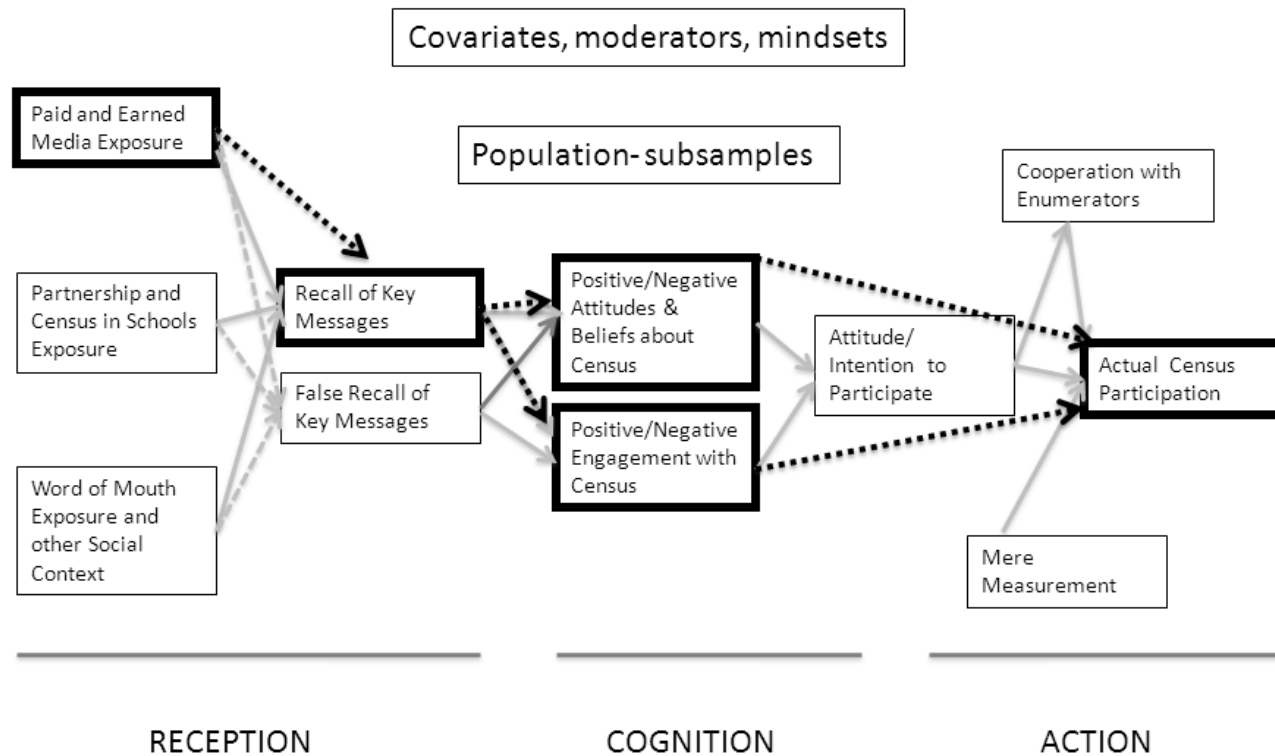 Covariates, moderators, mindsets
Paid and Earned
Media Exposure
Population-subsamples
Cooperation with
Enumerators
Partnership and
Census in Schools
Exposure
Recall of Key
Messages
Positive/Negative
Attitudes &
Beliefs about
Census
Attitude/
Intention to
Participate
Actual Census
Participation
False Recall of
Key Messages
Positive/Negative
Engagement with
Census
Word of Mouth
Exposure and
other Social
Context
Mere
Measurement
RECEPTION
COGNITION
ACTION